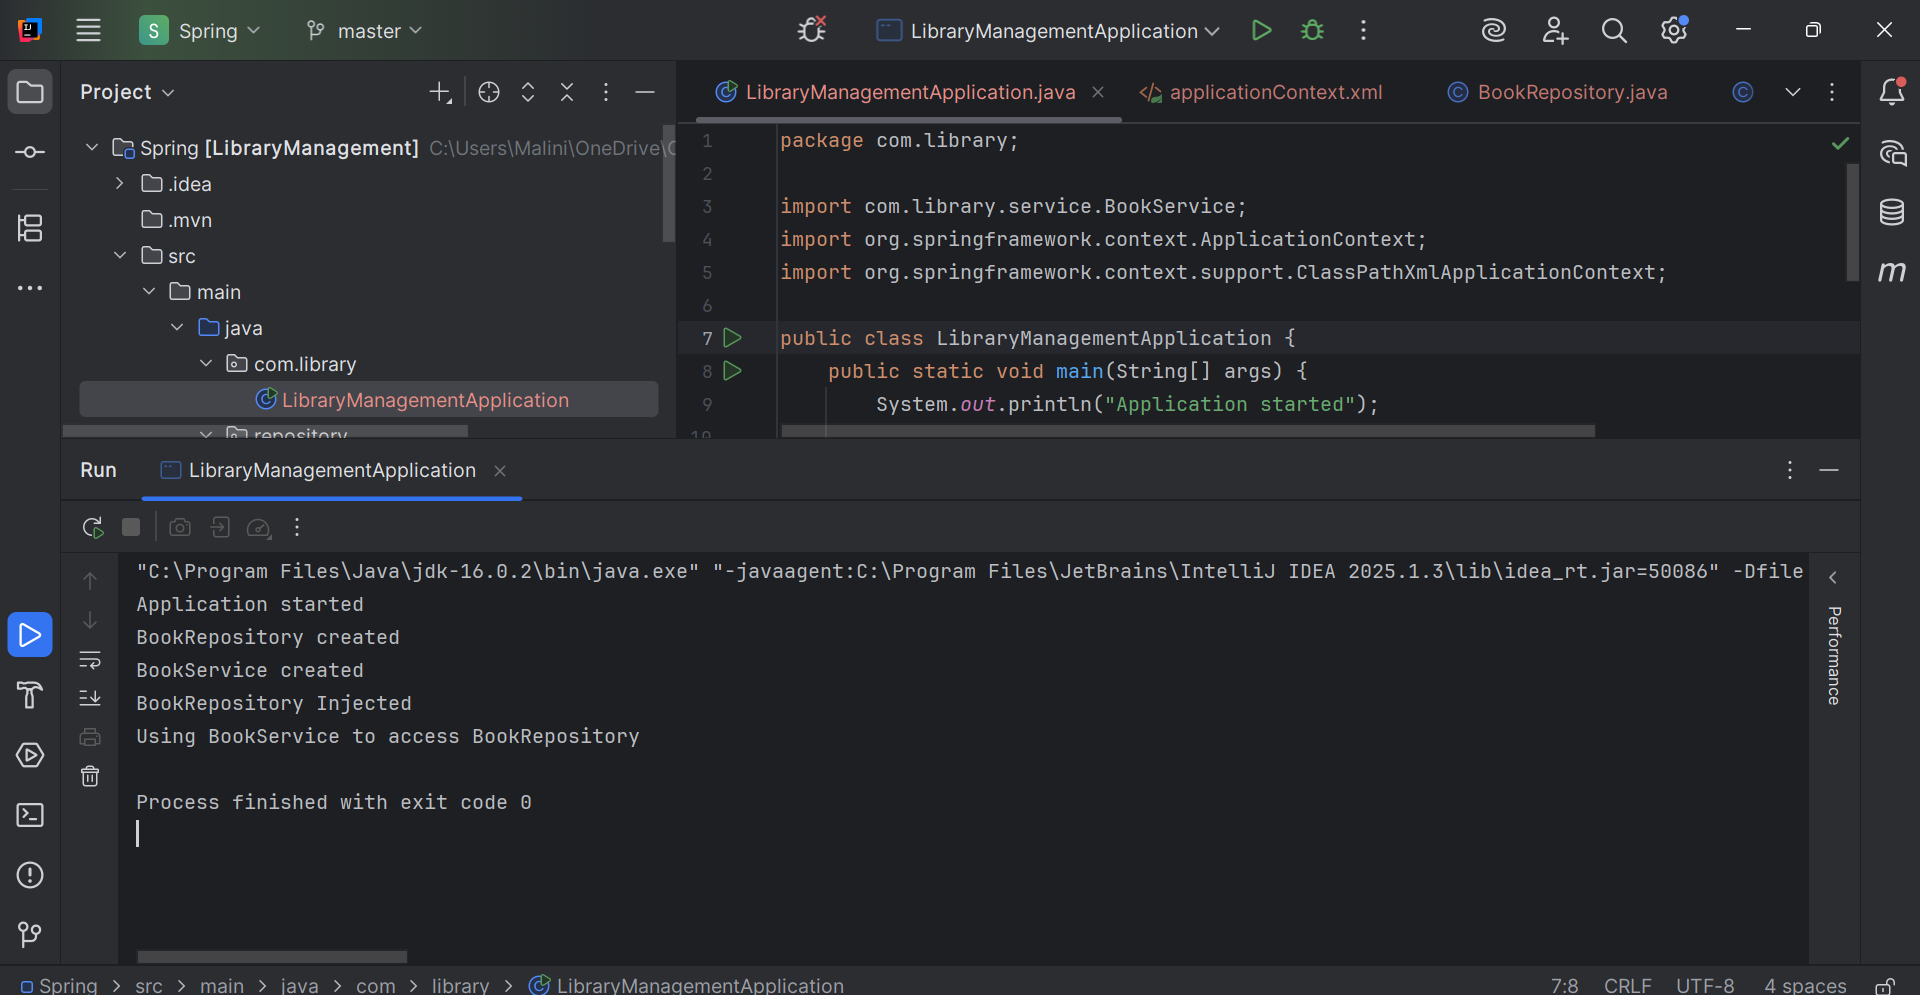 S Spring master LibraryManagementApplication
Project
LibraryManagementApplication.java applicationContext.xml BookRepository.java
Spring [LibraryManagement] C:\Users\Malini\OneDrive\
.idea
.mvn
src
main
java
com.library
LibraryManagementApplication
repository
1 package com.library;
2
3 import com.library.service.BookService;
4 import org.springframework.context.ApplicationContext;
5 import org.springframework.context.support.ClassPathXmlApplicationContext;
6
7 public class LibraryManagementApplication {
8 public static void main(String[] args) {
9 System.out.println("Application started");
10
Run LibraryManagementApplication
"C:\Program Files\Java\jdk-16.0.2\bin\java.exe" "-javaagent:C:\Program Files\JetBrains\IntelliJ IDEA 2025.1.3\lib\idea_rt.jar=50086" -Dfile
Application started
BookRepository created
BookService created
BookRepository Injected
Using BookService to access BookRepository
Process finished with exit code 0
Performance
Spring > src > main > java > com > library > LibraryManagementApplication
7:8 CRLF UTF-8 4 spaces